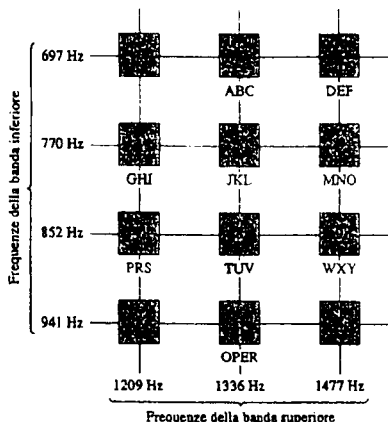 697 Hz
ABC DEF
770 Hz
GHI JKL MNO
852 Hz
PRS TUV WXY
941 Hz
OPER
1209 Hz 1336 Hz 1477 Hz
Frequenze della banda superiore
Frequenze della banda inferiore